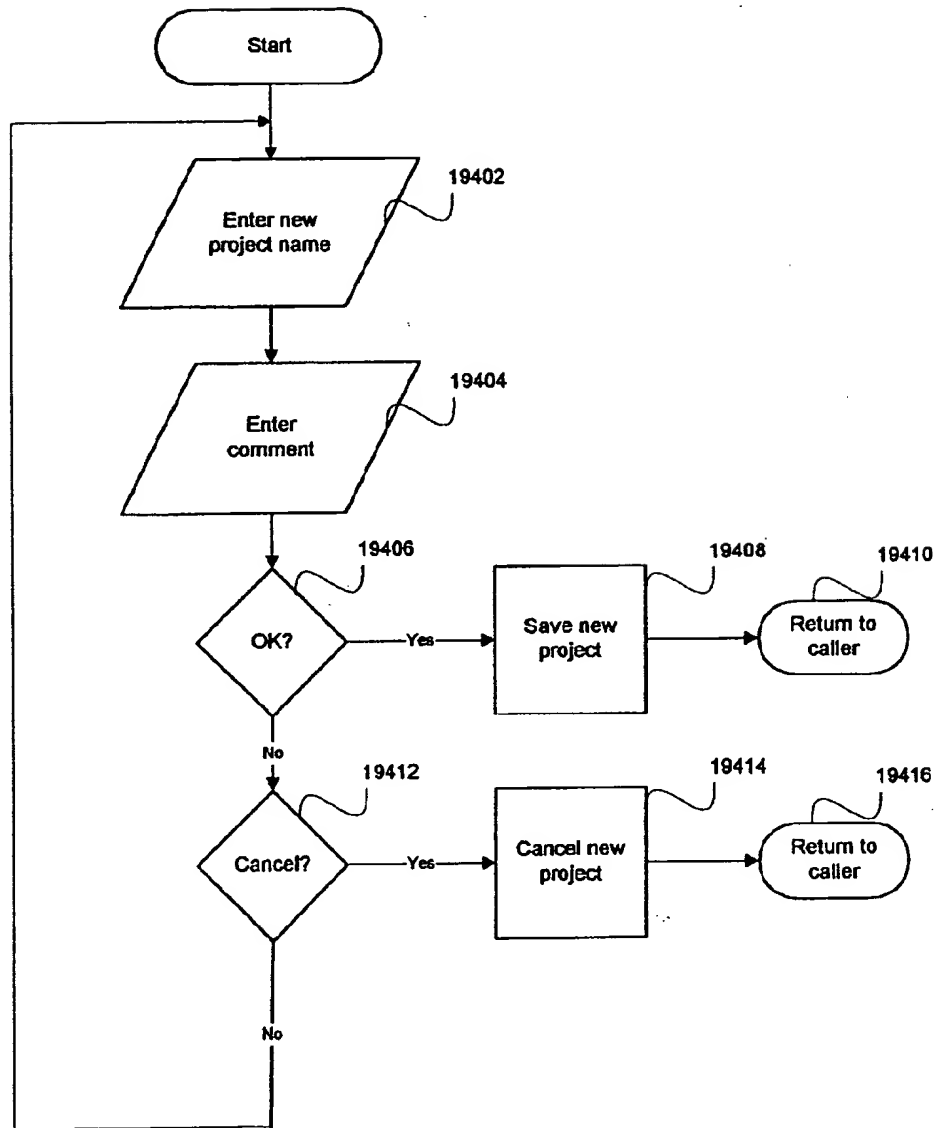 Start
19402
Enter new
project name
19404
Enter
comment
19406
19408
19410
OK?
Yes
Save new
project
Return to
caller
No
19412
19414
19416
Cancel?
Yes
Cancel new
project
Return to
caller
No